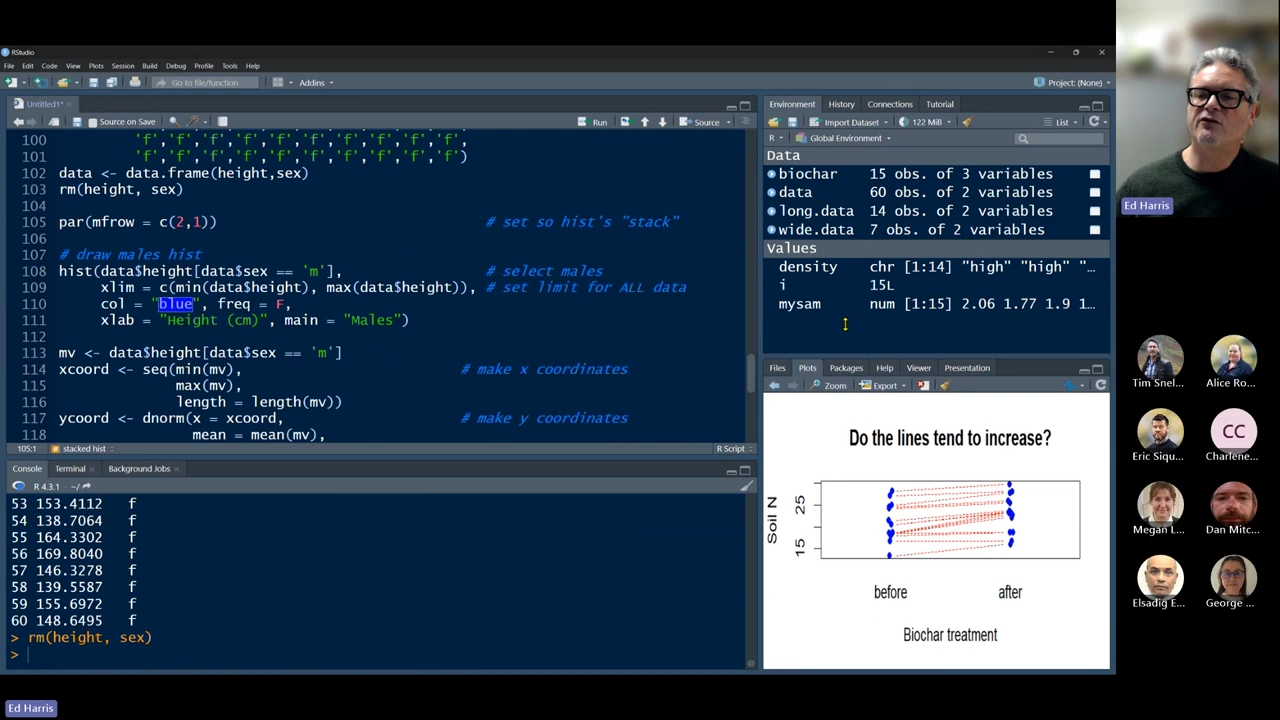 RStudio
File Edit Code View Plots Session Build Debug Profile Tools Help
Go to file/function Addins Project: (None)
Untitled1*
Source on Save Run Source
100 'f','f','f','f','f','f','f','f','f','f',
101 'f','f','f','f','f','f','f','f','f','f')
102 data <- data.frame(height,sex)
103 rm(height, sex)
104
105 par(mfrow = c(2,1)) # set so hist's "stack"
106
107 # draw males hist
108 hist(data$height[data$sex == 'm'], # select males
109 xlim = c(min(data$height), max(data$height)), # set limit for ALL data
110 col = "blue", freq = F,
111 xlab = "Height (cm)", main = "Males")
112
113 mv <- data$height[data$sex == 'm']
114 xcoord <- seq(min(mv), # make x coordinates
115 max(mv),
116 length = length(mv))
117 ycoord <- dnorm(x = xcoord, # make y coordinates
118 mean = mean(mv),
105:1 stacked hist R Script
Console Terminal Background Jobs
R 4.3.1 · ~/
53 153.4112 f
54 138.7064 f
55 164.3302 f
56 169.8040 f
57 146.3278 f
58 139.5587 f
59 155.6972 f
60 148.6495 f
> rm(height, sex)
>
Environment History Connections Tutorial
Import Dataset 122 MiB List
R Global Environment
Data
biochar 15 obs. of 3 variables
data 60 obs. of 2 variables
long.data 14 obs. of 2 variables
wide.data 7 obs. of 2 variables
Values
density chr [1:14] "high" "high" "…
i 15L
mysam num [1:15] 2.06 1.77 1.9 1…
Files Plots Packages Help Viewer Presentation
Zoom Export
Do the lines tend to increase?
Soil N
25
15
before after
Biochar treatment
Ed Harris
Tim Snel... Alice Ro...
Eric Siqu... CC Charlene...
Megan L... Dan Mitc...
Elsadig E... George ...
Ed Harris